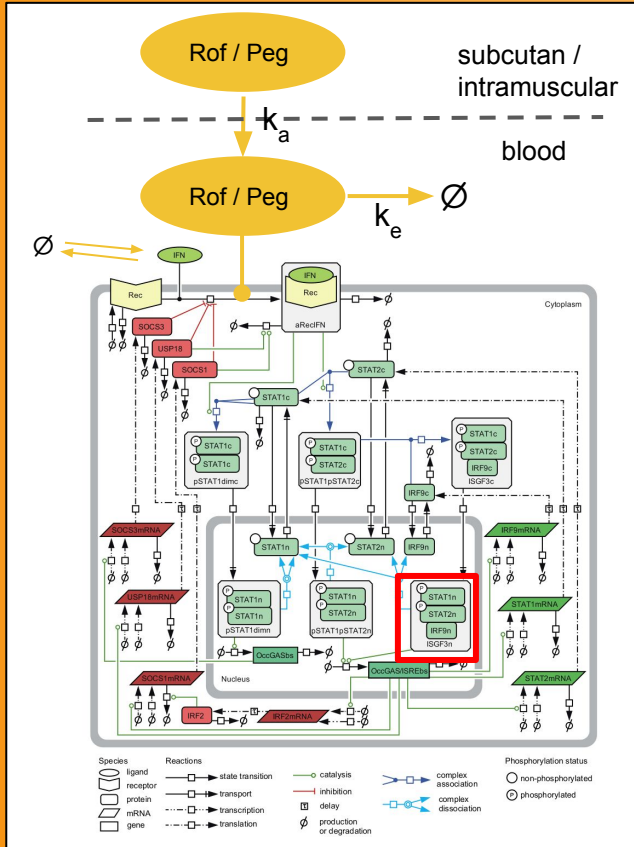 Rof / Peg
subcutan /
intramuscular
ka
blood
Rof / Peg
ke
Ø
Ø
IFN
Rec
IFN
Rec
aRecIFN
Ø
Cytoplasm
SOCS3
USP18
SOCS1
Ø
Ø
STAT2c
STAT1c
P STAT1c
P STAT1c
pSTAT1dimc
P STAT1c
P STAT2c
pSTAT1pSTAT2c
P STAT1c
P STAT2c
IRF9c
ISGF3c
IRF9c
SOCS3mRNA
IRF9mRNA
STAT1n
STAT2n
IRF9n
USP18mRNA
STAT1mRNA
P STAT1n
P STAT1n
pSTAT1dimn
P STAT1n
P STAT2n
pSTAT1pSTAT2n
P STAT1n
P STAT2n
IRF9n
ISGF3n
OccGASbs
OccGAS/ISREbs
SOCS1mRNA
STAT2mRNA
Nucleus
IRF2
IRF2mRNA
Species
ligand
receptor
protein
mRNA
gene
Reactions
state transition
transport
transcription
translation
catalysis
inhibition
delay
Ø production
or degradation
complex
association
complex
dissociation
Phosphorylation status
non-phosphorylated
P phosphorylated